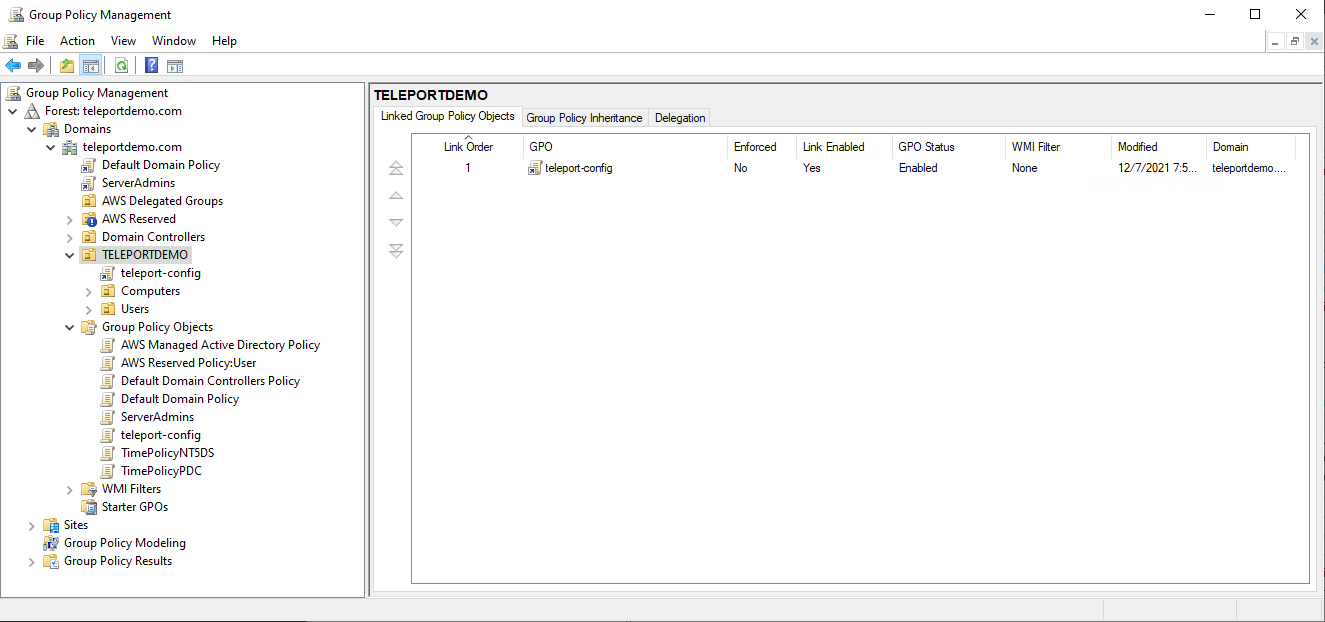 Group Policy Management
File Action View Window Help
Group Policy Management
Forest: teleportdemo.com
Domains
teleportdemo.com
Default Domain Policy
ServerAdmins
AWS Delegated Groups
AWS Reserved
Domain Controllers
TELEPORTDEMO
teleport-config
Computers
Users
Group Policy Objects
AWS Managed Active Directory Policy
AWS Reserved Policy:User
Default Domain Controllers Policy
Default Domain Policy
ServerAdmins
teleport-config
TimePolicyNT5DS
TimePolicyPDC
WMI Filters
Starter GPOs
Sites
Group Policy Modeling
Group Policy Results
TELEPORTDEMO
Linked Group Policy Objects Group Policy Inheritance Delegation
Link Order GPO Enforced Link Enabled GPO Status WMI Filter Modified Domain
1 teleport-config No Yes Enabled None 12/7/2021 7:5... teleportdemo....